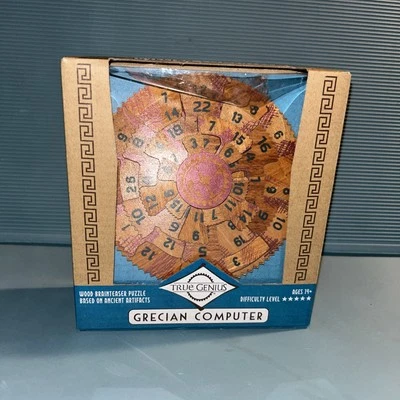 WOOD BRAINTEASER PUZZLE
BASED ON ANCIENT ARTIFACTS
TRUE GENIUS
AGES 14+
DIFFICULTY LEVEL ★★★★★
GRECIAN COMPUTER